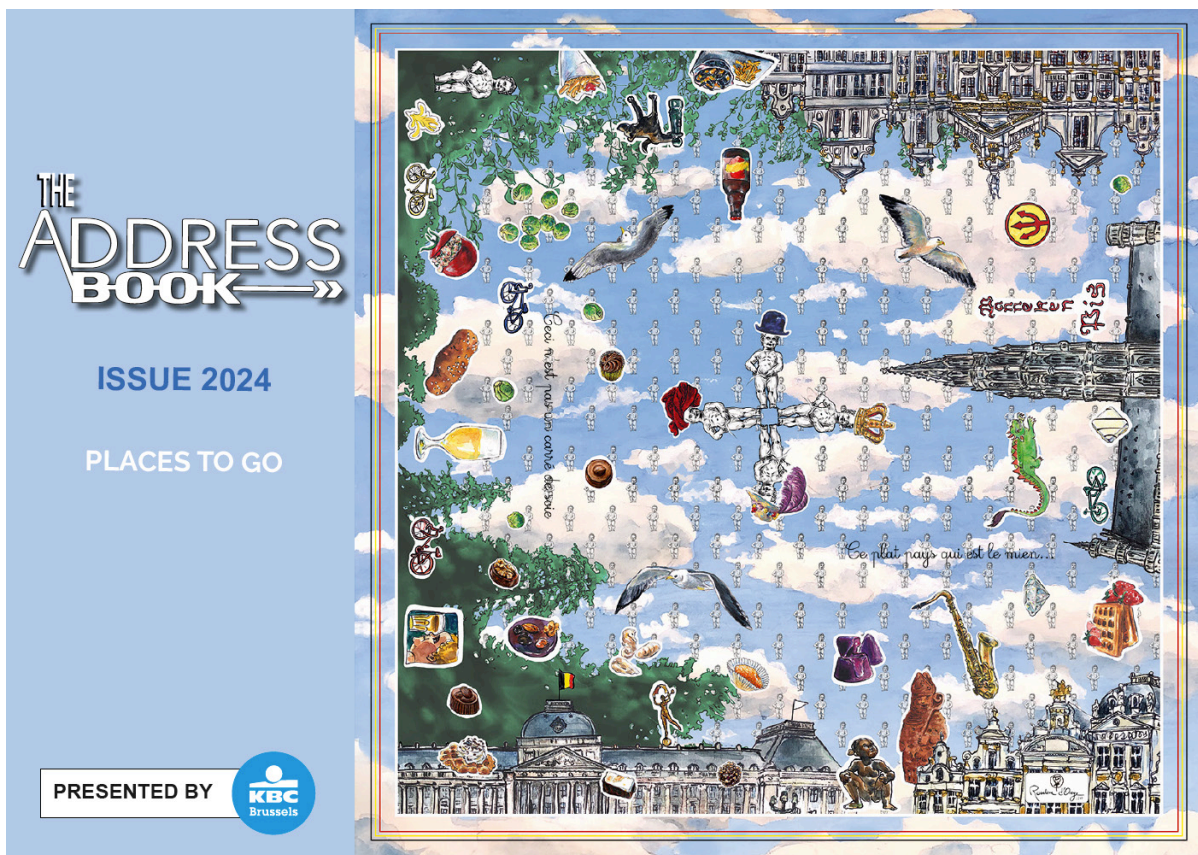 THE
ADDRESS
BOOK
ISSUE 2024
PLACES TO GO
PRESENTED BY
KBC
Brussels
Ceci n'est pas un carré de soie
Ce plat pays qui est le mien...